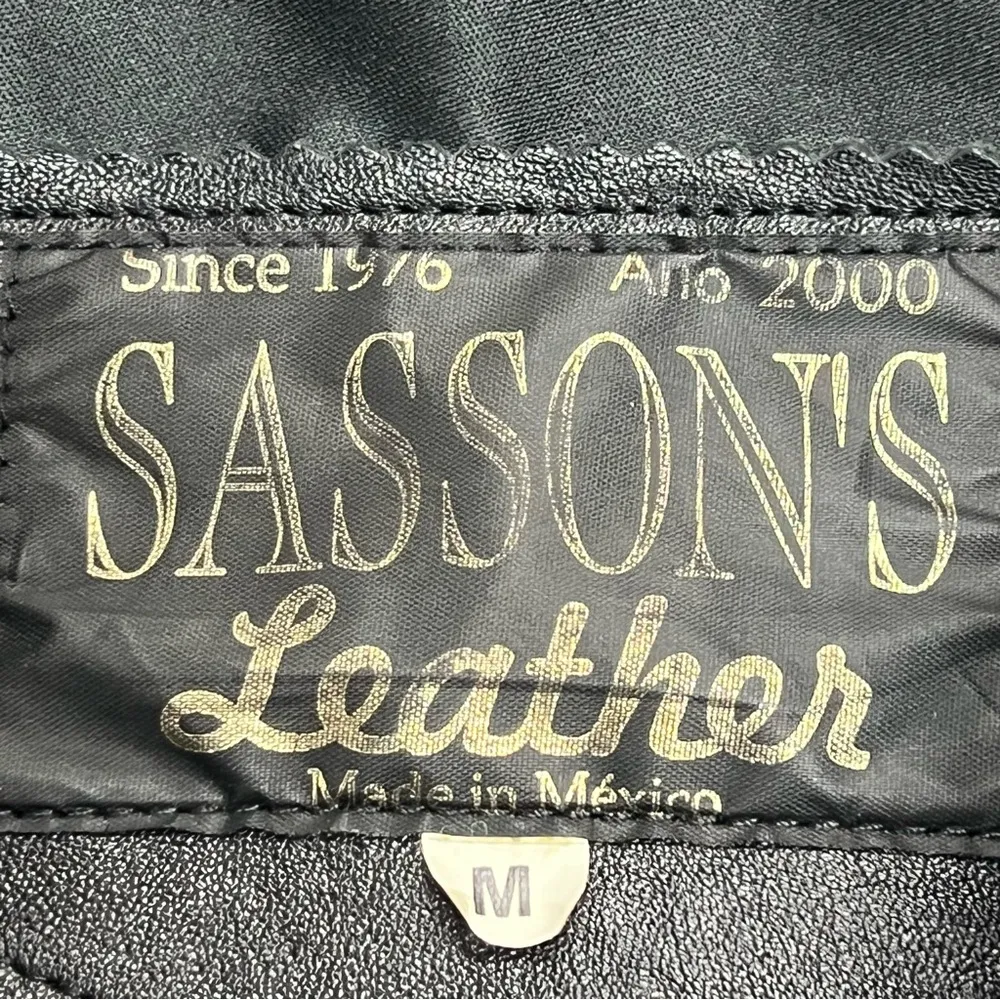 Since 1976 Año 2000
SASSON'S
Leather
Made in México
M